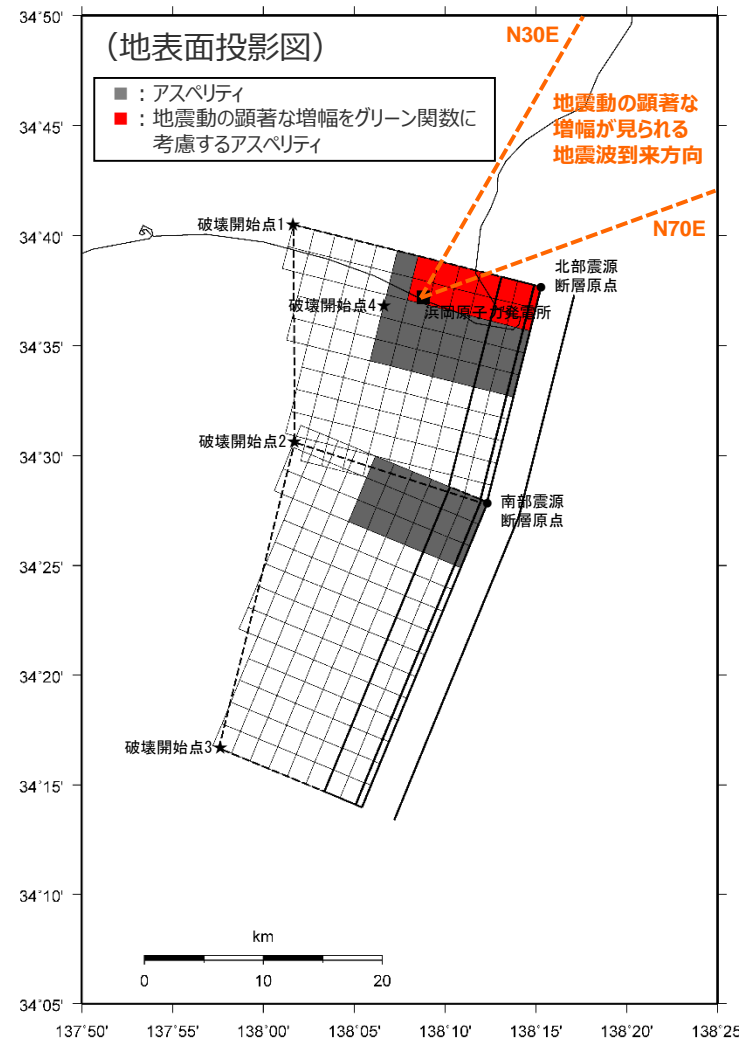 34°50'
(地表面投影図)
N30E
■:アスペリティ
■:地震動の顕著な増幅をグリーン関数に
考慮するアスペリティ
地震動の顕著な
増幅が見られる
地震波到来方向
34°45'
N70E
破壊開始点1
34°40'
北部震源
断層原点
破壊開始点4
浜岡原子力発電所
34°35'
破壊開始点2
34°30'
南部震源
断層原点
34°25'
34°20'
破壊開始点3
34°15'
34°10'
km
0 10 20
34°05'
137°50' 137°55' 138°00' 138°05' 138°10' 138°15' 138°20' 138°25'